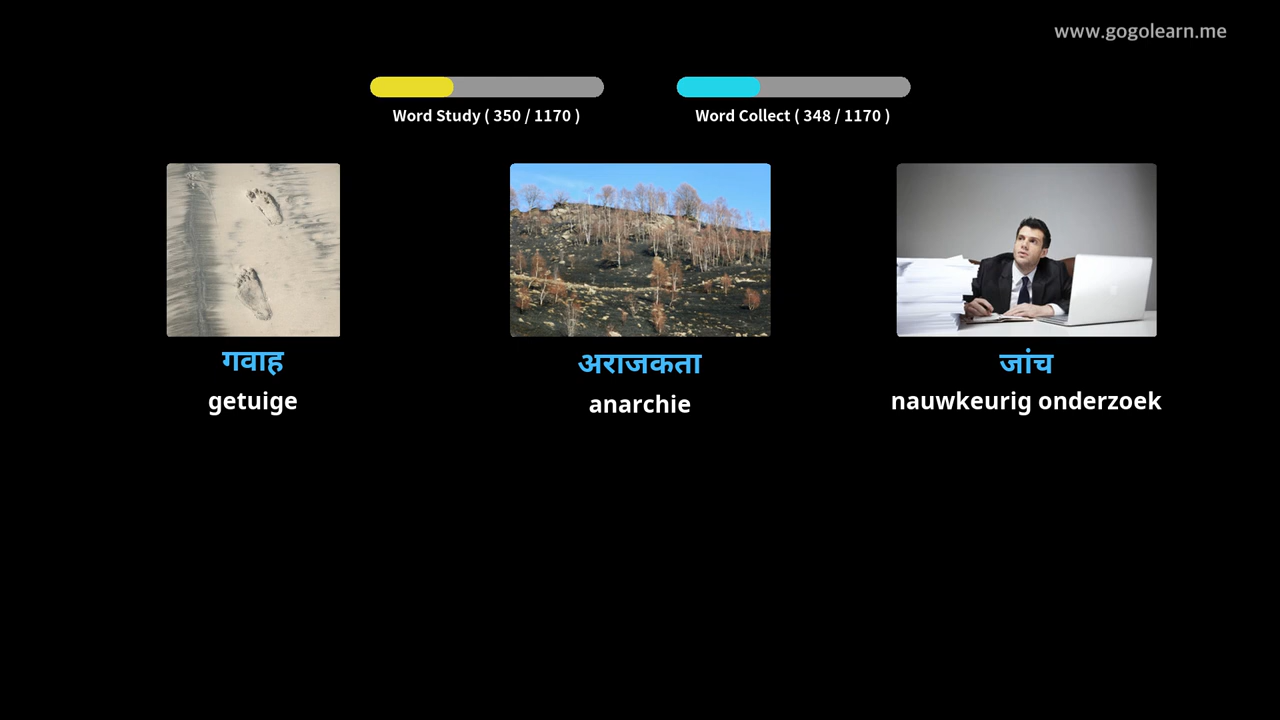 www.gogolearn.me
Word Study ( 350 / 1170 )
Word Collect ( 348 / 1170 )
गवाह
getuige
अराजकता
anarchie
जांच
nauwkeurig onderzoek